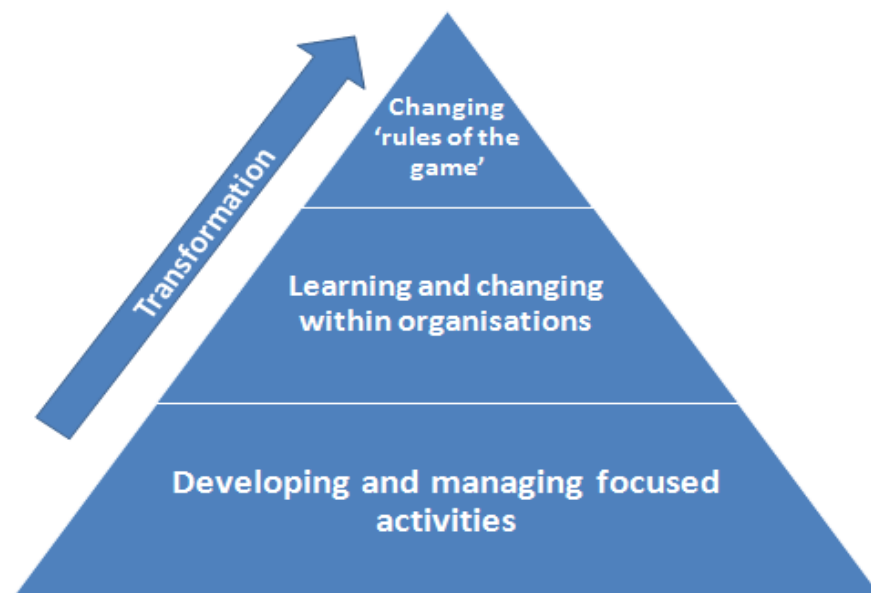 Transformation
Changing
‘rules of the
game’
Learning and changing
within organisations
Developing and managing focused
activities